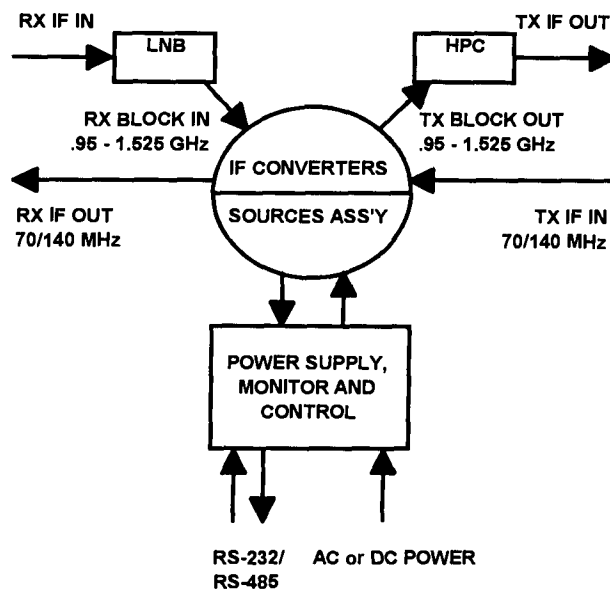 RX IF IN
LNB
HPC
TX IF OUT
RX BLOCK IN
.95 - 1.525 GHz
TX BLOCK OUT
.95 - 1.525 GHz
IF CONVERTERS
SOURCES ASS'Y
RX IF OUT
70/140 MHz
TX IF IN
70/140 MHz
POWER SUPPLY,
MONITOR AND
CONTROL
RS-232/
RS-485
AC or DC POWER